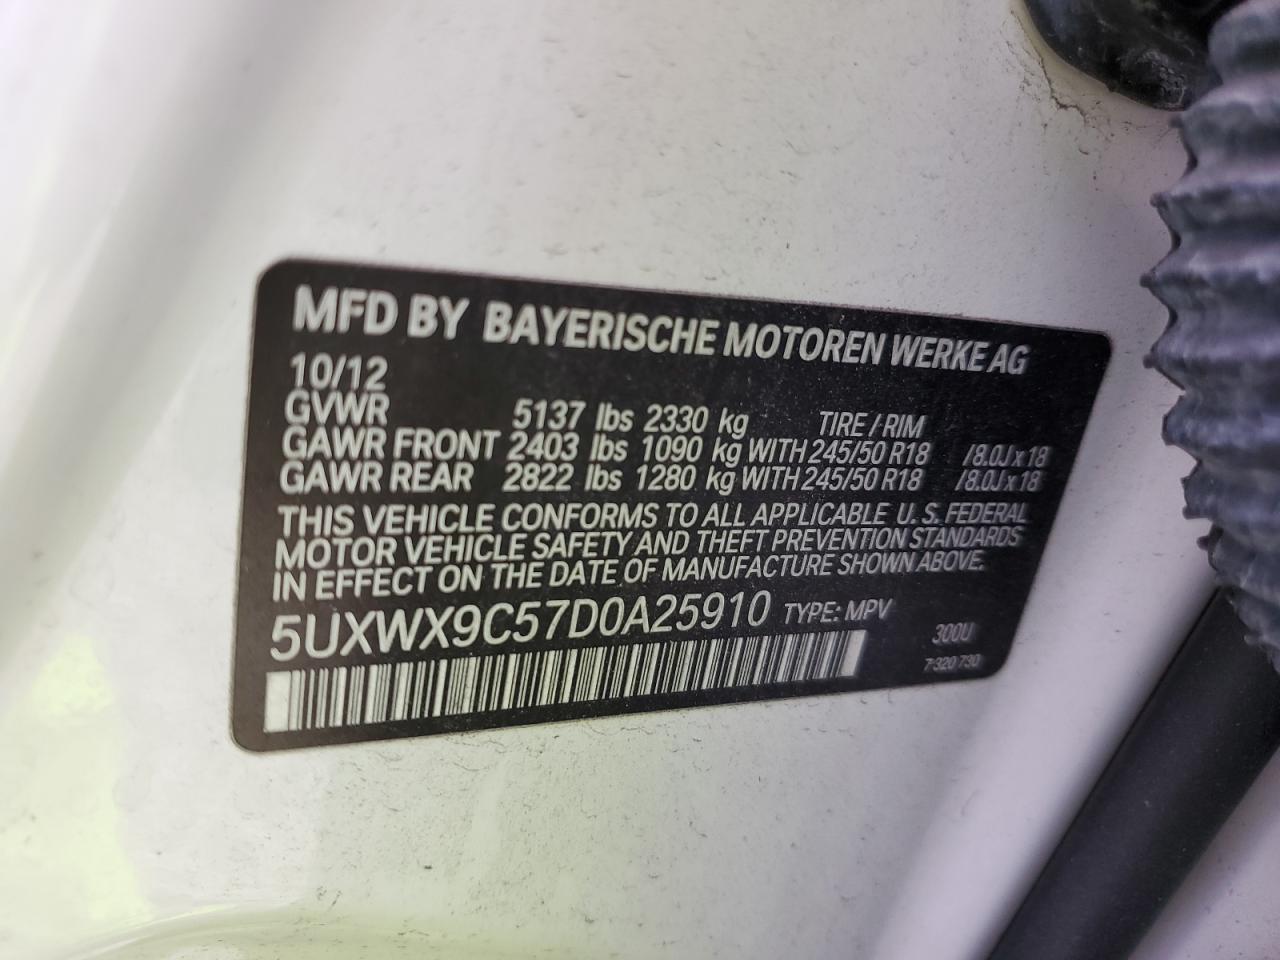 MFD BY BAYERISCHE MOTOREN WERKE AG
10/12
GVWR 5137 lbs 2330 kg TIRE / RIM
GAWR FRONT 2403 lbs 1090 kg WITH 245/50 R18 /8.0J x 18
GAWR REAR 2822 lbs 1280 kg WITH 245/50 R18 /8.0J x 18
THIS VEHICLE CONFORMS TO ALL APPLICABLE U.S. FEDERAL
MOTOR VEHICLE SAFETY AND THEFT PREVENTION STANDARDS
IN EFFECT ON THE DATE OF MANUFACTURE SHOWN ABOVE.
5UXWX9C57D0A25910 TYPE: MPV
300U
7 320 730